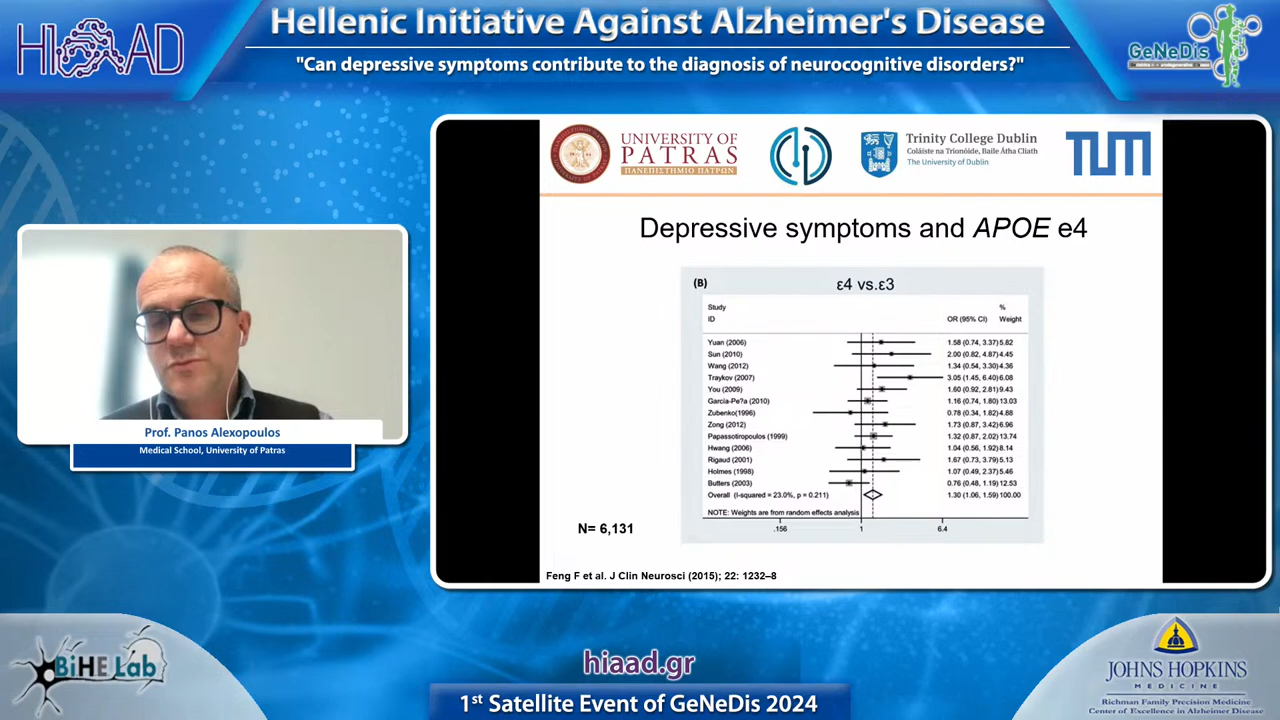 HIAAD
Hellenic Initiative Against Alzheimer's Disease
"Can depressive symptoms contribute to the diagnosis of neurocognitive disorders?"
GeNeDis
UNIVERSITY OF
PATRAS
ΠΑΝΕΠΙΣΤΗΜΙΟ ΠΑΤΡΩΝ
Trinity College Dublin
Coláiste na Tríonóide, Baile Átha Cliath
The University of Dublin
TUM
Depressive symptoms and APOE e4
(B)
ε4 vs.ε3
Study
%
ID
OR (95% CI)
Weight
Yuan (2006) 1.58 (0.74, 3.37) 5.82
Sun (2010) 2.00 (0.82, 4.87) 4.45
Wang (2012) 1.34 (0.54, 3.30) 4.36
Traykov (2007) 3.05 (1.45, 6.40) 6.08
You (2009) 1.60 (0.92, 2.81) 9.43
García-Pe?a (2010) 1.16 (0.74, 1.80) 13.03
Zubenko(1996) 0.78 (0.34, 1.82) 4.88
Zong (2012) 1.73 (0.87, 3.42) 6.96
Papassotiropoulos (1999) 1.32 (0.87, 2.02) 13.74
Hwang (2006) 1.04 (0.56, 1.92) 8.14
Rigaud (2001) 1.67 (0.73, 3.79) 5.13
Holmes (1998) 1.07 (0.49, 2.37) 5.46
Butters (2003) 0.76 (0.48, 1.19) 12.53
Overall (I-squared = 23.0%, p = 0.211) 1.30 (1.06, 1.59) 100.00
NOTE: Weights are from random effects analysis
.156 1 6.4
N= 6,131
Feng F et al. J Clin Neurosci (2015); 22: 1232–8
Prof. Panos Alexopoulos
Medical School, University of Patras
BiHE Lab
hiaad.gr
1st Satellite Event of GeNeDis 2024
JOHNS HOPKINS
MEDICINE
Richman Family Precision Medicine
Center of Excellence in Alzheimer Disease